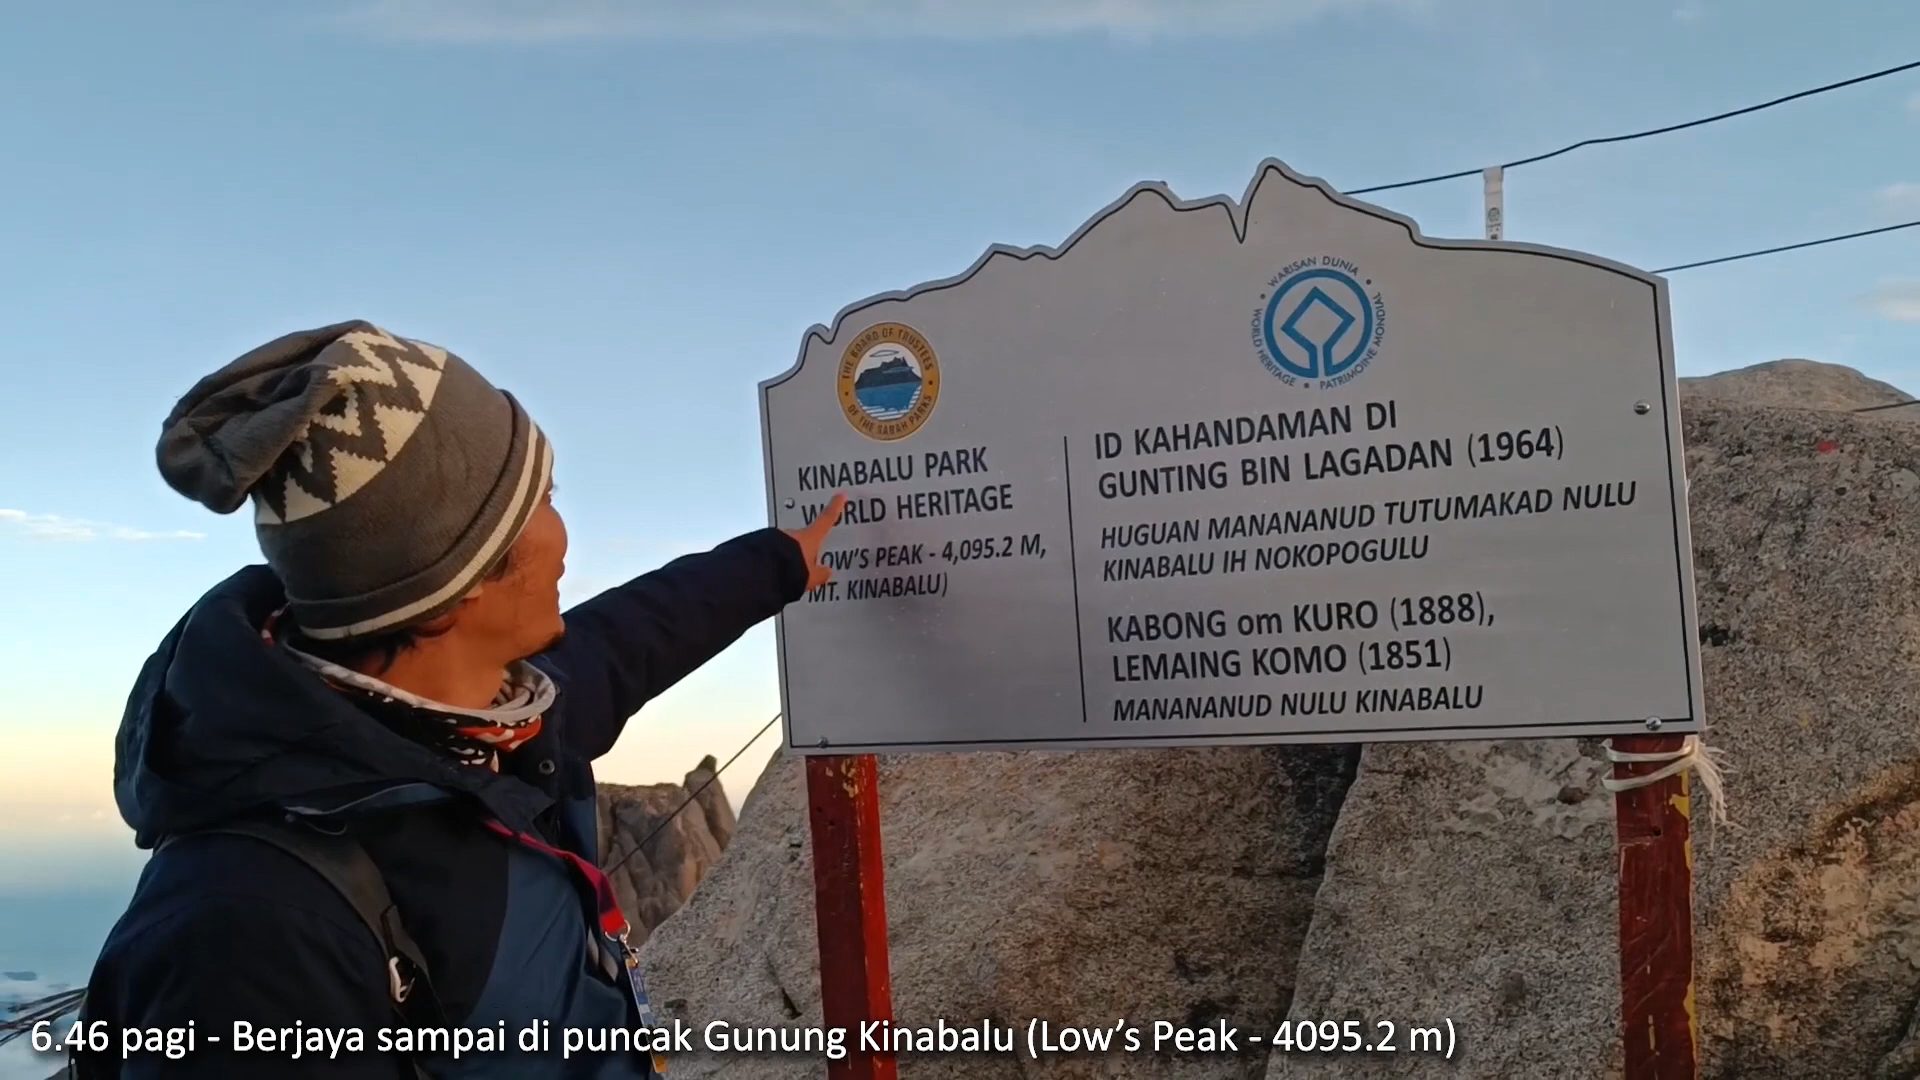 THE BOARD OF TRUSTEES
OF THE SABAH PARKS
KINABALU PARK
WORLD HERITAGE
(LOW'S PEAK - 4,095.2 M,
MT. KINABALU)
WARISAN DUNIA
WORLD HERITAGE
PATRIMOINE MONDIAL
ID KAHANDAMAN DI
GUNTING BIN LAGADAN (1964)
HUGUAN MANANANUD TUTUMAKAD NULU
KINABALU IH NOKOPOGULU
KABONG om KURO (1888),
LEMAING KOMO (1851)
MANANANUD NULU KINABALU
6.46 pagi - Berjaya sampai di puncak Gunung Kinabalu (Low’s Peak - 4095.2 m)